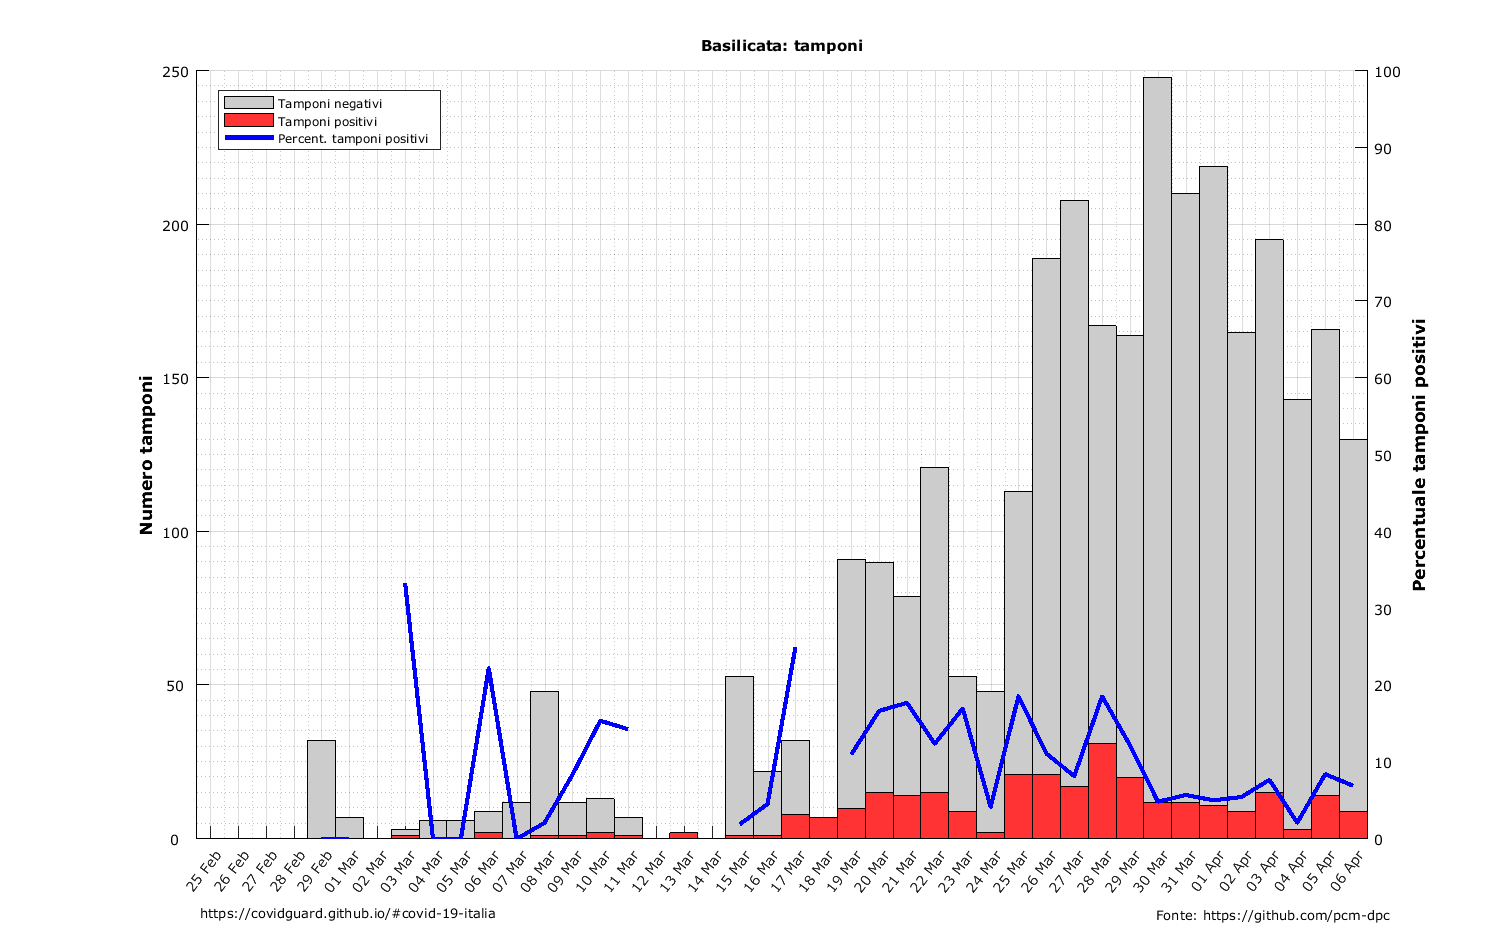 Basilicata: tamponi
Tamponi negativi
Tamponi positivi
Percent. tamponi positivi
Numero tamponi
250
200
150
100
50
0
Percentuale tamponi positivi
100
90
80
70
60
50
40
30
20
10
0
25 Feb
26 Feb
27 Feb
28 Feb
29 Feb
01 Mar
02 Mar
03 Mar
04 Mar
05 Mar
06 Mar
07 Mar
08 Mar
09 Mar
10 Mar
11 Mar
12 Mar
13 Mar
14 Mar
15 Mar
16 Mar
17 Mar
18 Mar
19 Mar
20 Mar
21 Mar
22 Mar
23 Mar
24 Mar
25 Mar
26 Mar
27 Mar
28 Mar
29 Mar
30 Mar
31 Mar
01 Apr
02 Apr
03 Apr
04 Apr
05 Apr
06 Apr
https://covidguard.github.io/#covid-19-italia
Fonte: https://github.com/pcm-dpc